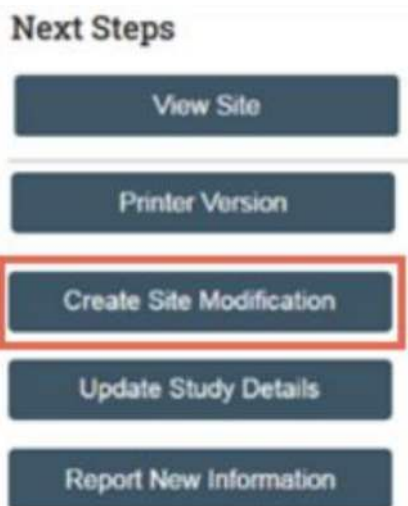 Next Steps
View Site
Printer Version
Create Site Modification
Update Study Details
Report New Information